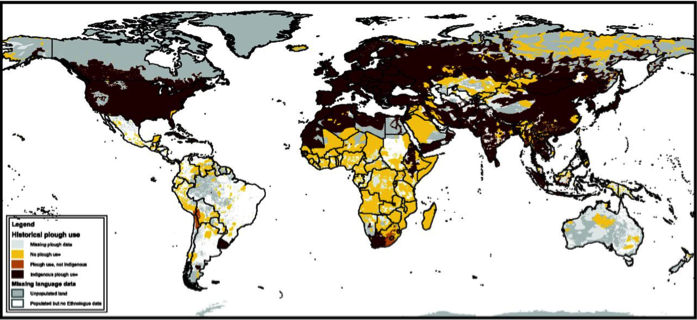 Legend
Historical plough use
Missing plough data
No plough use
Plough use, not indigenous
Indigenous plough use
Missing language data
Unpopulated land
Populated but no Ethnologue data